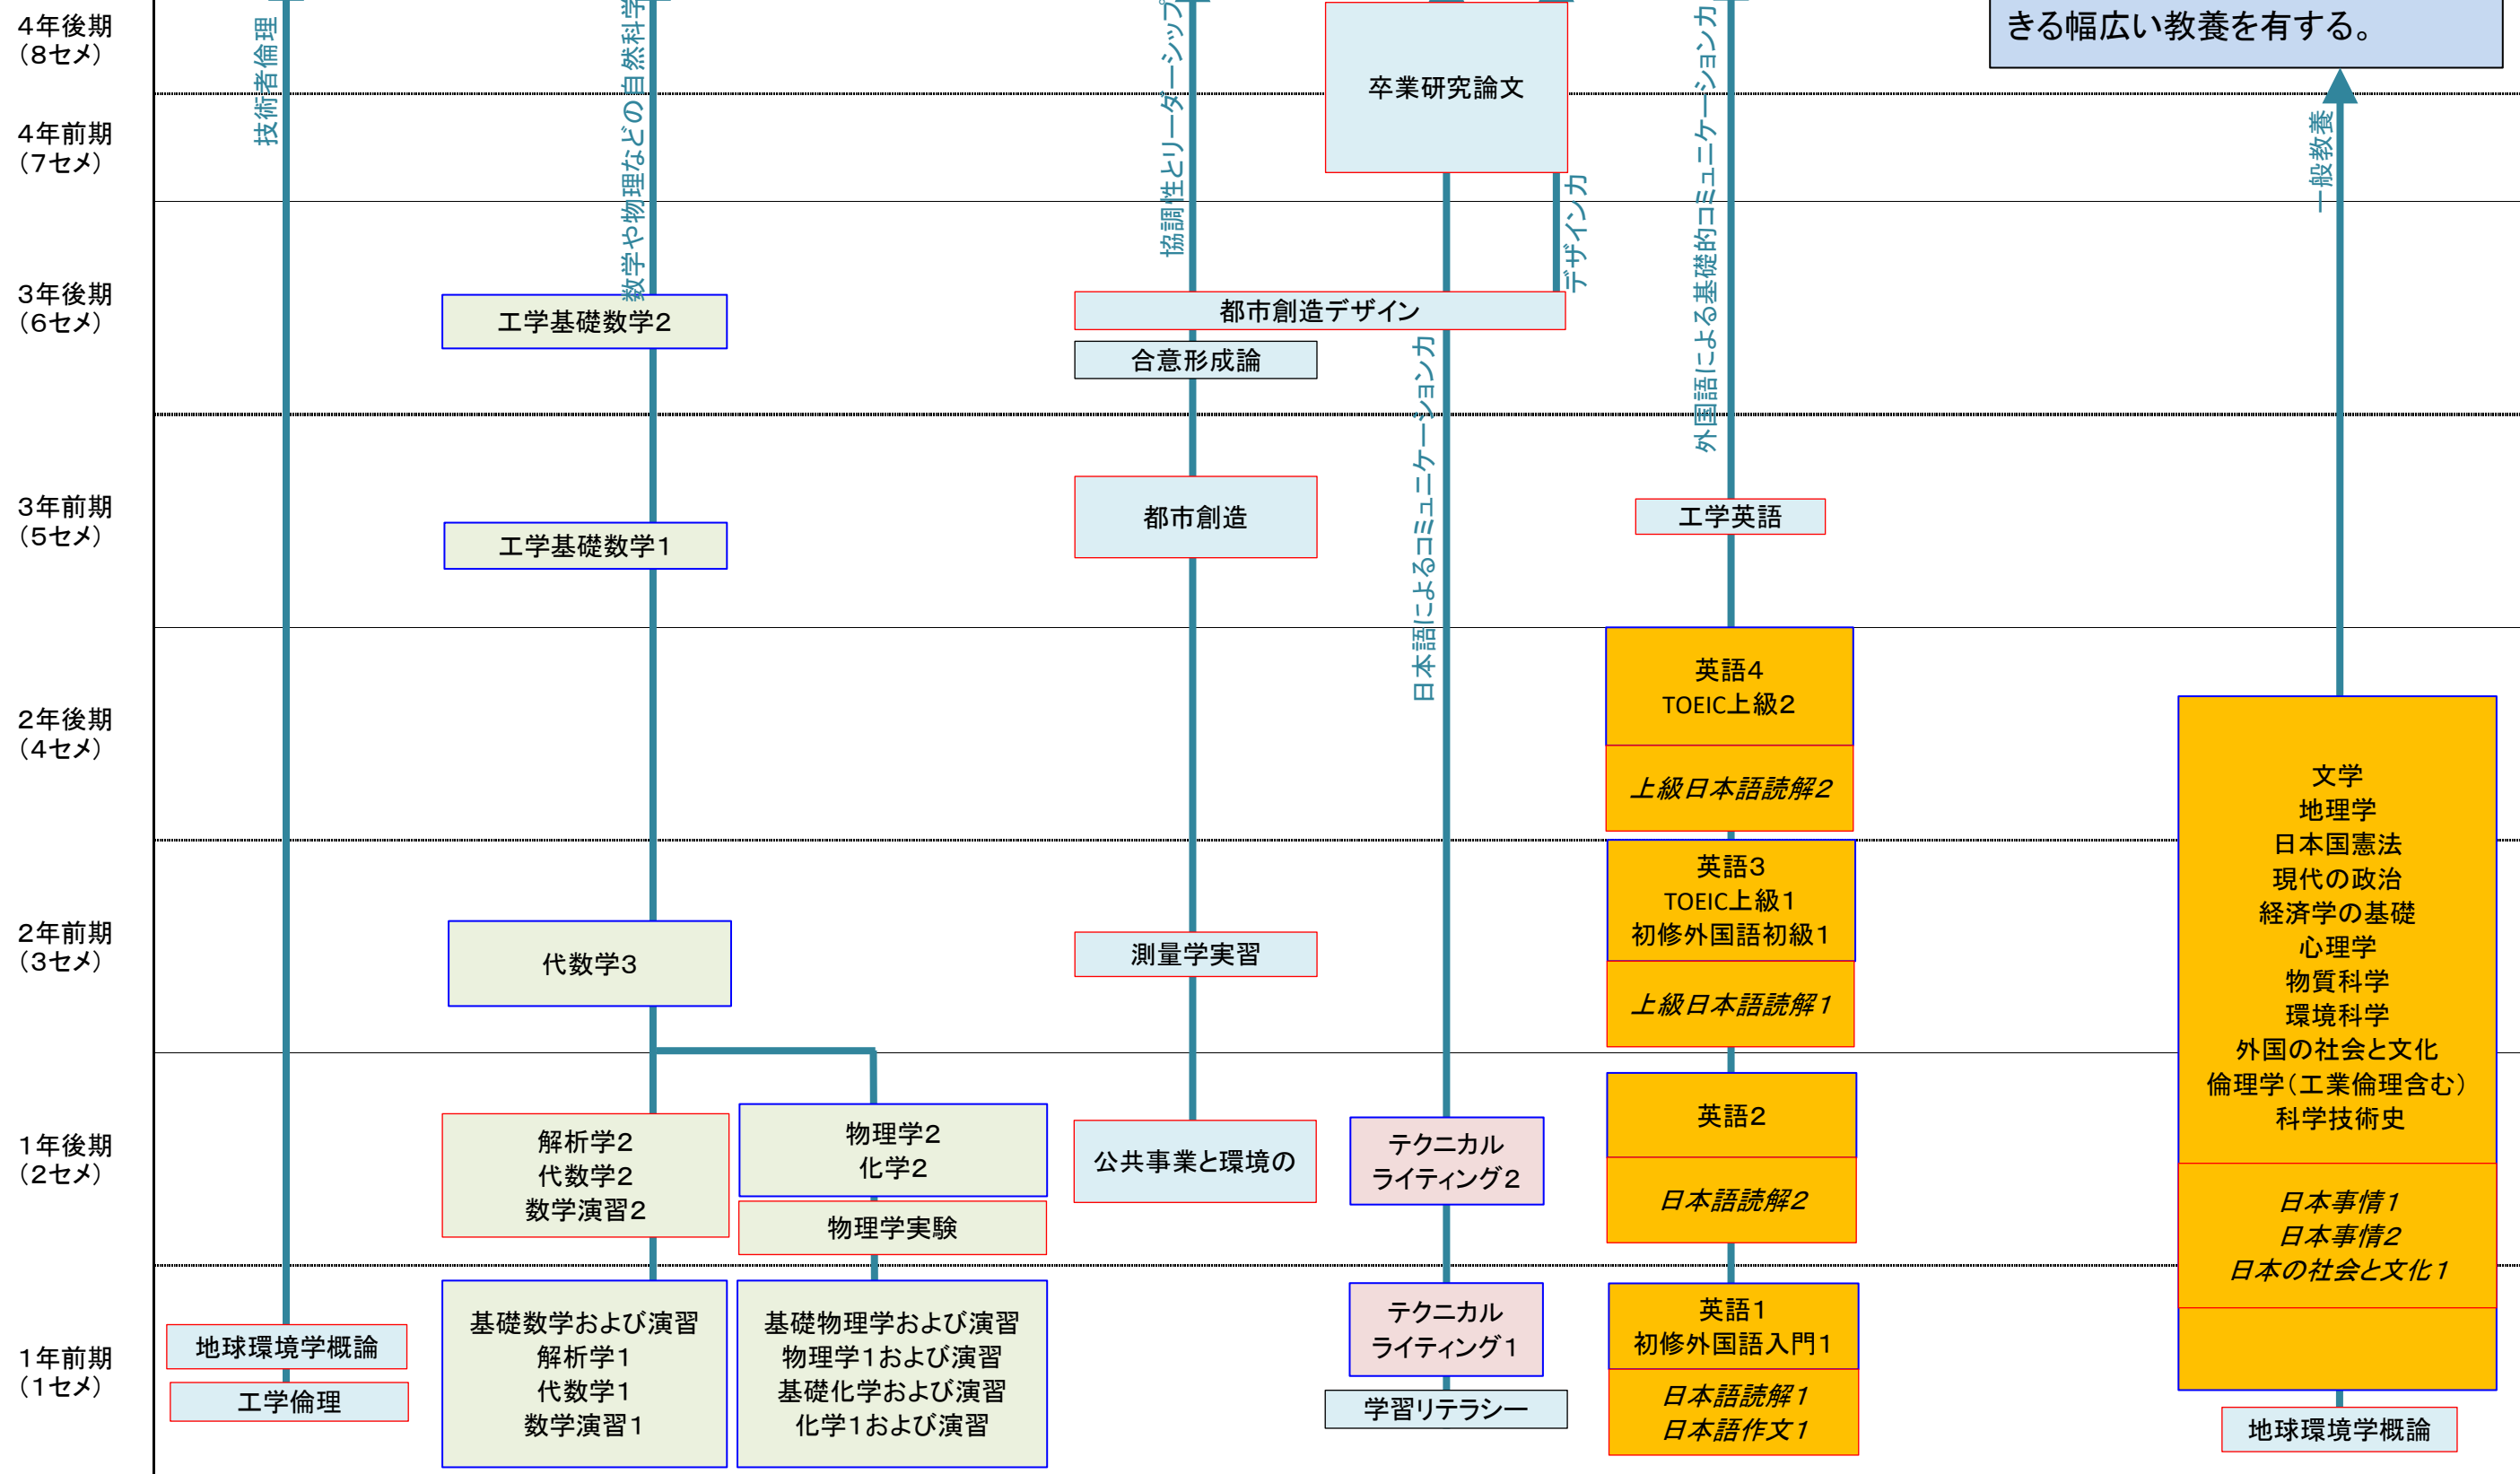 きる幅広い教養を有する。
4年後期
(8セメ)
技術者倫理
数学や物理などの自然科学
協調性とリーダーシップ
卒業研究論文
外国語による基礎的コミュニケーション力
4年前期
(7セメ)
一般教養
デザイン力
3年後期
(6セメ)
工学基礎数学2
都市創造デザイン
合意形成論
日本語によるコミュニケーション力
3年前期
(5セメ)
工学基礎数学1
都市創造
工学英語
2年後期
(4セメ)
英語4
TOEIC上級2
上級日本語読解2
文学
地理学
日本国憲法
現代の政治
経済学の基礎
心理学
物質科学
環境科学
外国の社会と文化
倫理学(工業倫理含む)
科学技術史
日本事情1
日本事情2
日本の社会と文化1
2年前期
(3セメ)
代数学3
測量学実習
英語3
TOEIC上級1
初修外国語初級1
上級日本語読解1
1年後期
(2セメ)
解析学2
代数学2
数学演習2
物理学2
化学2
物理学実験
公共事業と環境の
テクニカル
ライティング2
英語2
日本語読解2
1年前期
(1セメ)
地球環境学概論
工学倫理
基礎数学および演習
解析学1
代数学1
数学演習1
基礎物理学および演習
物理学1および演習
基礎化学および演習
化学1および演習
テクニカル
ライティング1
学習リテラシー
英語1
初修外国語入門1
日本語読解1
日本語作文1
地球環境学概論